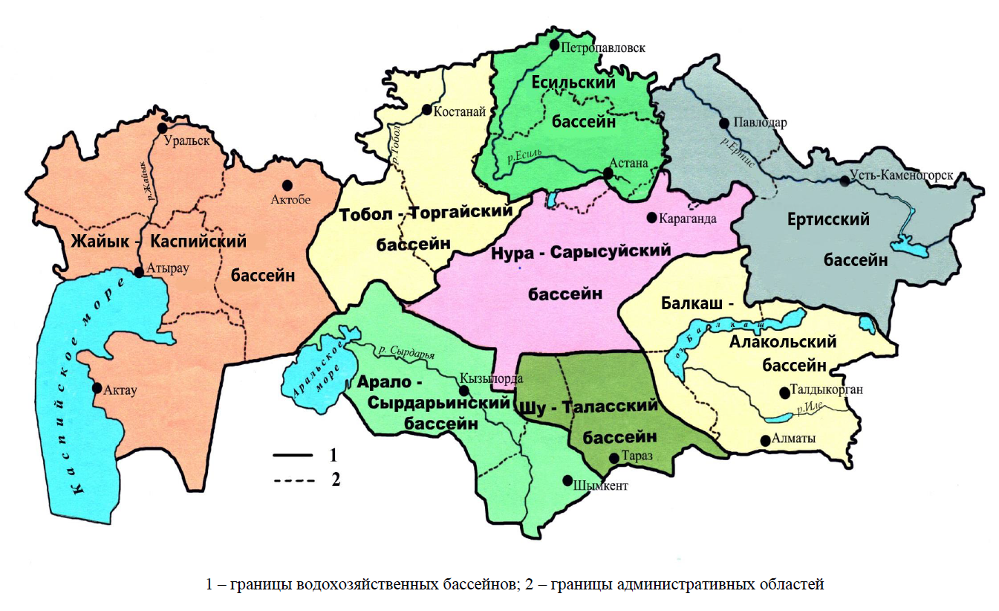 Петропавловск
Есильский
бассейн
Костанай
р.Тобол
Павлодар
р.Ертис
Уральск
р.Жайык
р.Есиль
Астана
Усть-Каменогорск
Актобе
Тобол - Торгайский
бассейн
Караганда
Ертисский
бассейн
Жайык - Каспийский
бассейн
Нура - Сарысуйский
бассейн
Атырау
Балкаш -
Алакольский
бассейн
оз. Балкаш
Каспийское море
Аральское
море
р. Сырдарья
Кызылорда
Арало -
Сырдарьинский
бассейн
Шу - Таласский
бассейн
Актау
Талдыкорган
р.Иле
Алматы
Тараз
Шымкент
1
2
1 – границы водохозяйственных бассейнов; 2 – границы административных областей